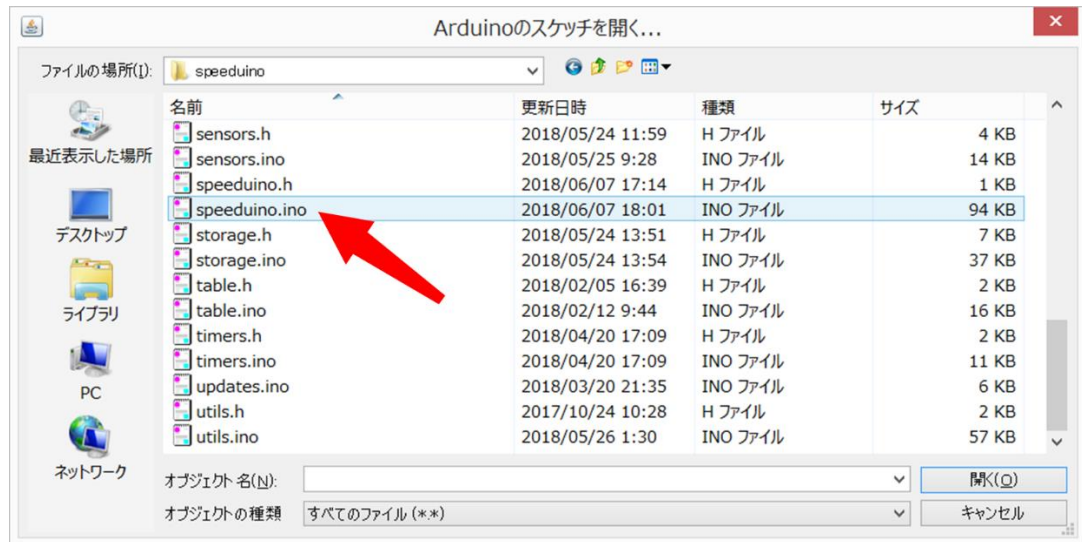 Arduinoのスケッチを開く...
ファイルの場所(I): speeduino
名前 更新日時 種類 サイズ
sensors.h 2018/05/24 11:59 H ファイル 4 KB
sensors.ino 2018/05/25 9:28 INO ファイル 14 KB
speeduino.h 2018/06/07 17:14 H ファイル 1 KB
speeduino.ino 2018/06/07 18:01 INO ファイル 94 KB
storage.h 2018/05/24 13:51 H ファイル 7 KB
storage.ino 2018/05/24 13:54 INO ファイル 37 KB
table.h 2018/02/05 16:39 H ファイル 2 KB
table.ino 2018/02/12 9:44 INO ファイル 16 KB
timers.h 2018/04/20 17:09 H ファイル 2 KB
timers.ino 2018/04/20 17:09 INO ファイル 11 KB
updates.ino 2018/03/20 21:35 INO ファイル 6 KB
utils.h 2017/10/24 10:28 H ファイル 2 KB
utils.ino 2018/05/26 1:30 INO ファイル 57 KB
最近表示した場所
デスクトップ
ライブラリ
PC
ネットワーク
オブジェクト名(N): 開く(O)
オブジェクトの種類 すべてのファイル (*.*) キャンセル